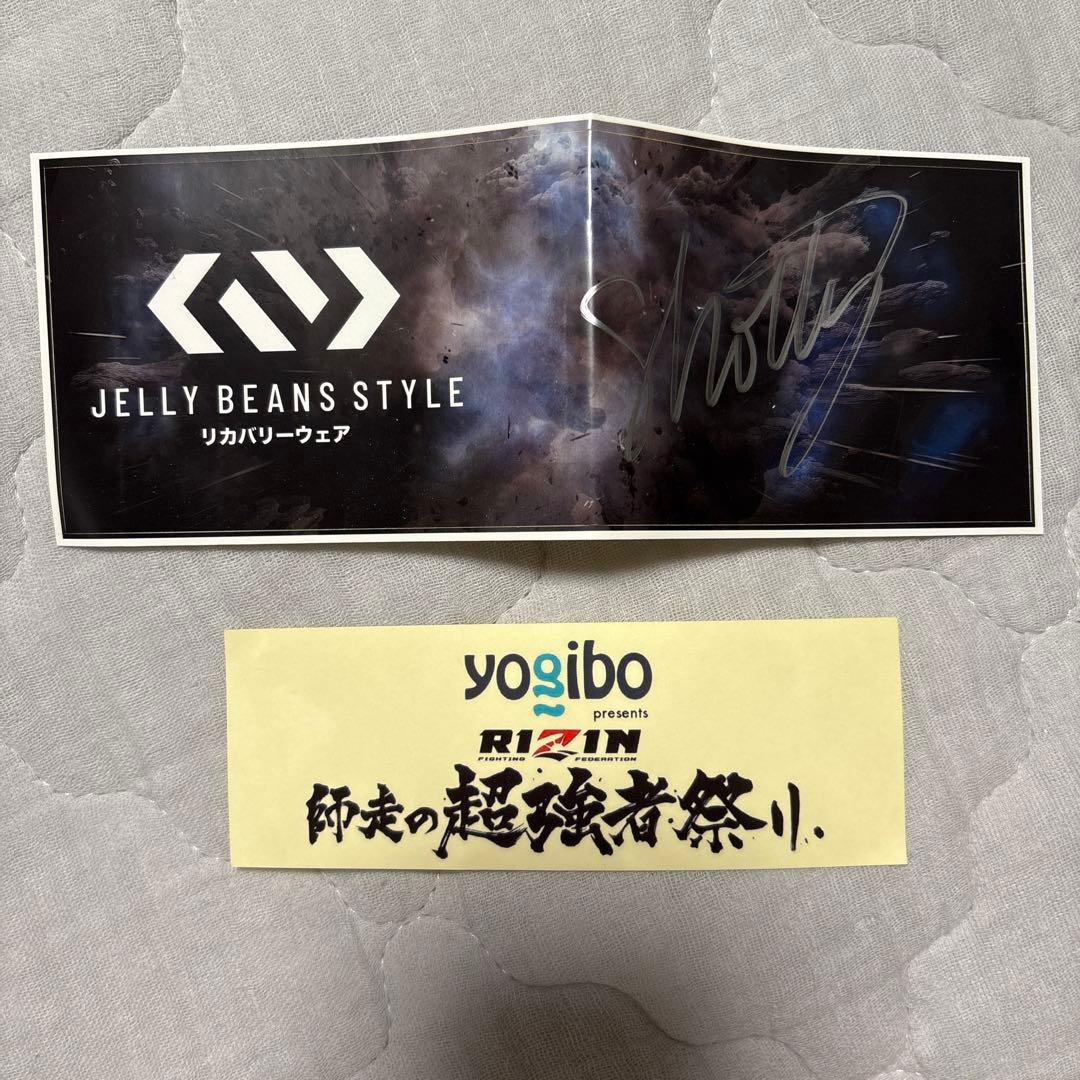 JELLY BEANS STYLE
リカバリーウェア
yogibo
presents
RIZIN
FIGHTING FEDERATION
師走の超強者祭り.